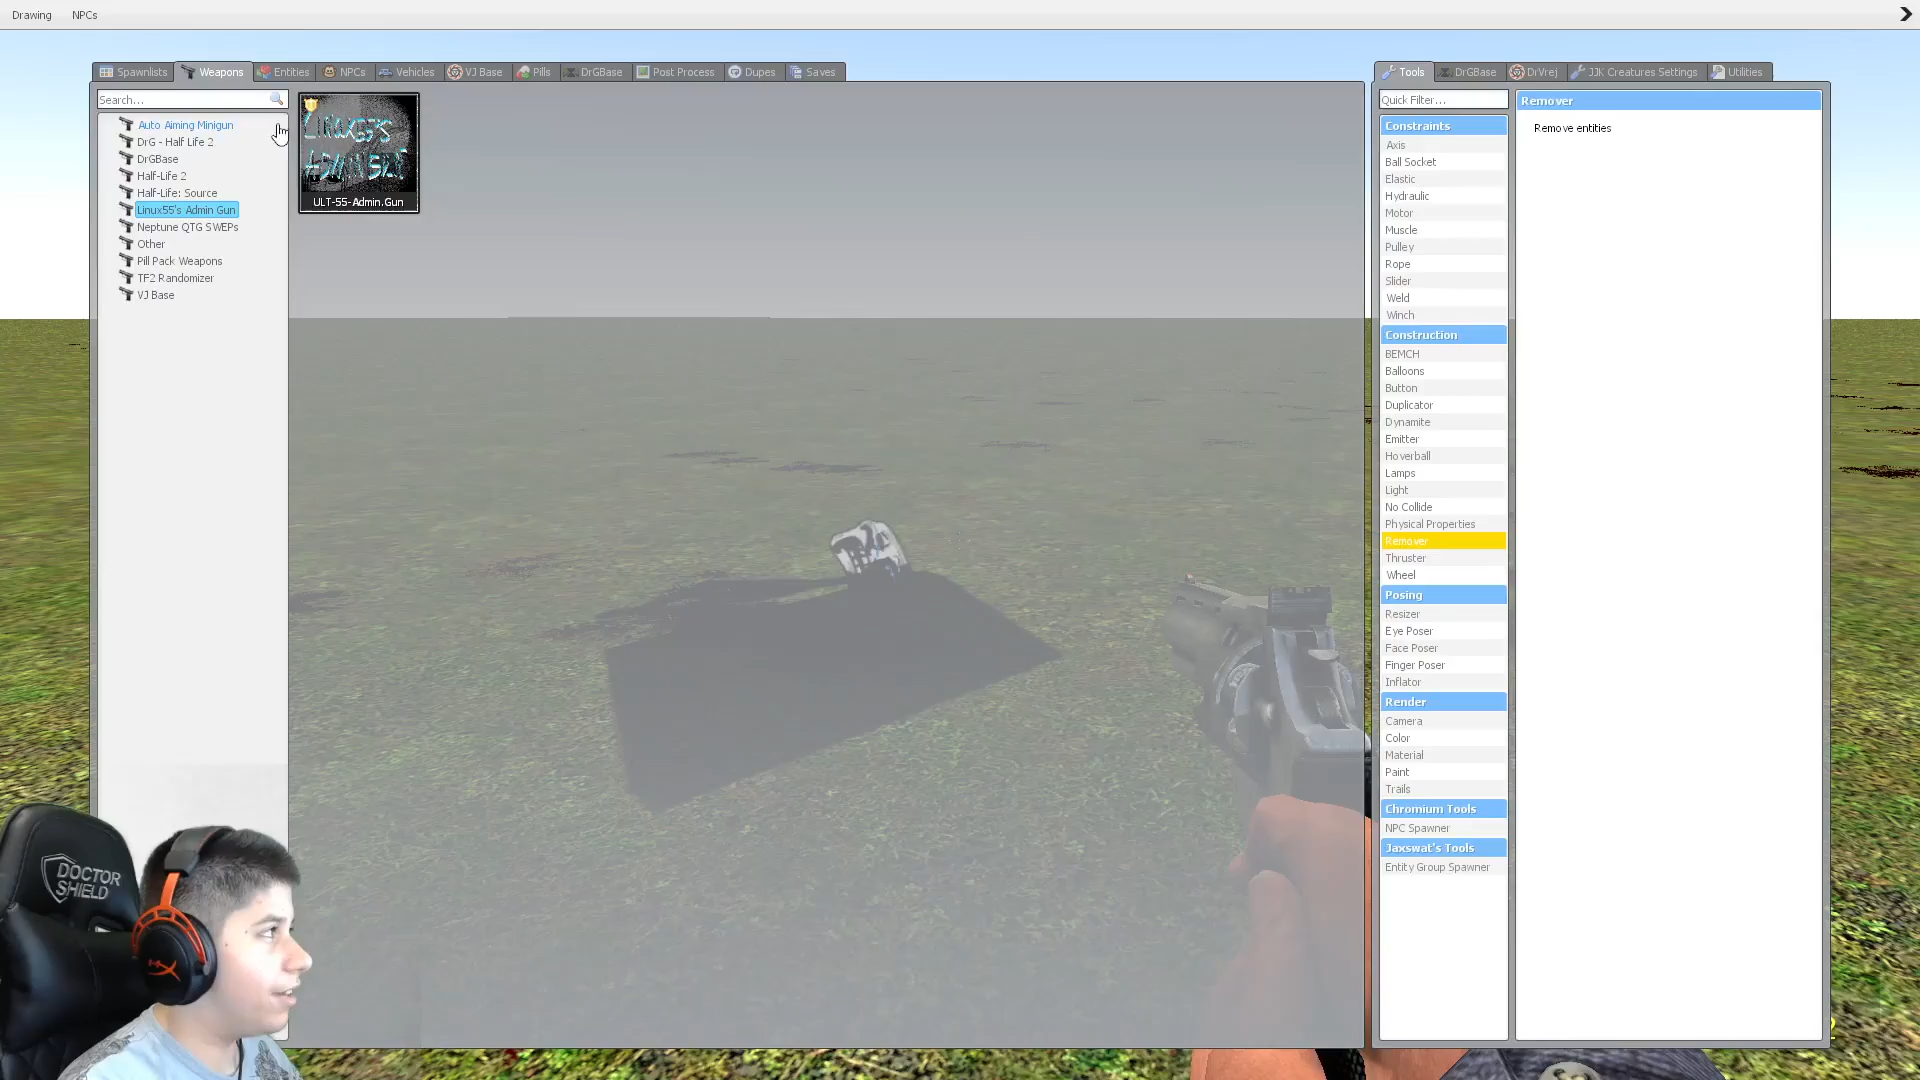 Drawing NPCs
Spawnlists Weapons Entities NPCs Vehicles VJ Base Pills DrGBase Post Process Dupes Saves
Search...
Auto Aiming Minigun
DrG - Half Life 2
DrGBase
Half-Life 2
Half-Life: Source
Linux55's Admin Gun
Neptune QTG SWEPs
Other
Pill Pack Weapons
TF2 Randomizer
VJ Base
LINUX55'S
ADMIN GUN
ULT-55-Admin.Gun
Tools DrGBase DrVrej JJK Creatures Settings Utilities
Quick Filter...
Constraints
Axis
Ball Socket
Elastic
Hydraulic
Motor
Muscle
Pulley
Rope
Slider
Weld
Winch
Construction
BEMCH
Balloons
Button
Duplicator
Dynamite
Emitter
Hoverball
Lamps
Light
No Collide
Physical Properties
Remover
Thruster
Wheel
Posing
Resizer
Eye Poser
Face Poser
Finger Poser
Inflator
Render
Camera
Color
Material
Paint
Trails
Chromium Tools
NPC Spawner
Jaxswat's Tools
Entity Group Spawner
Remover
Remove entities
DOCTOR
SHIELD